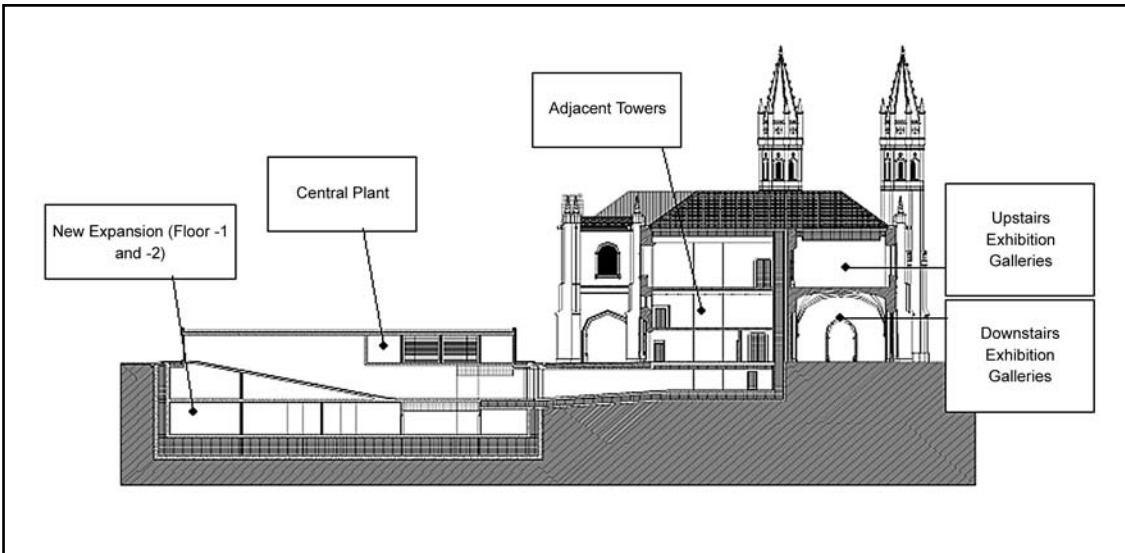 Adjacent Towers
Central Plant
New Expansion (Floor -1
and -2)
Upstairs
Exhibition
Galleries
Downstairs
Exhibition
Galleries